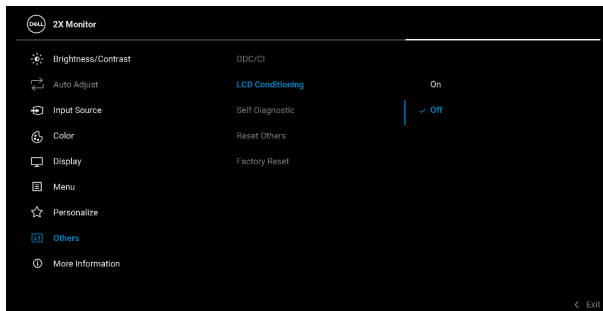 DELL 2X Monitor
Brightness/Contrast DDC/CI
Auto Adjust LCD Conditioning On
Input Source Self-Diagnostic ✓ Off
Color Reset Others
Display Factory Reset
Menu
Personalize
Others
More Information
< Exit